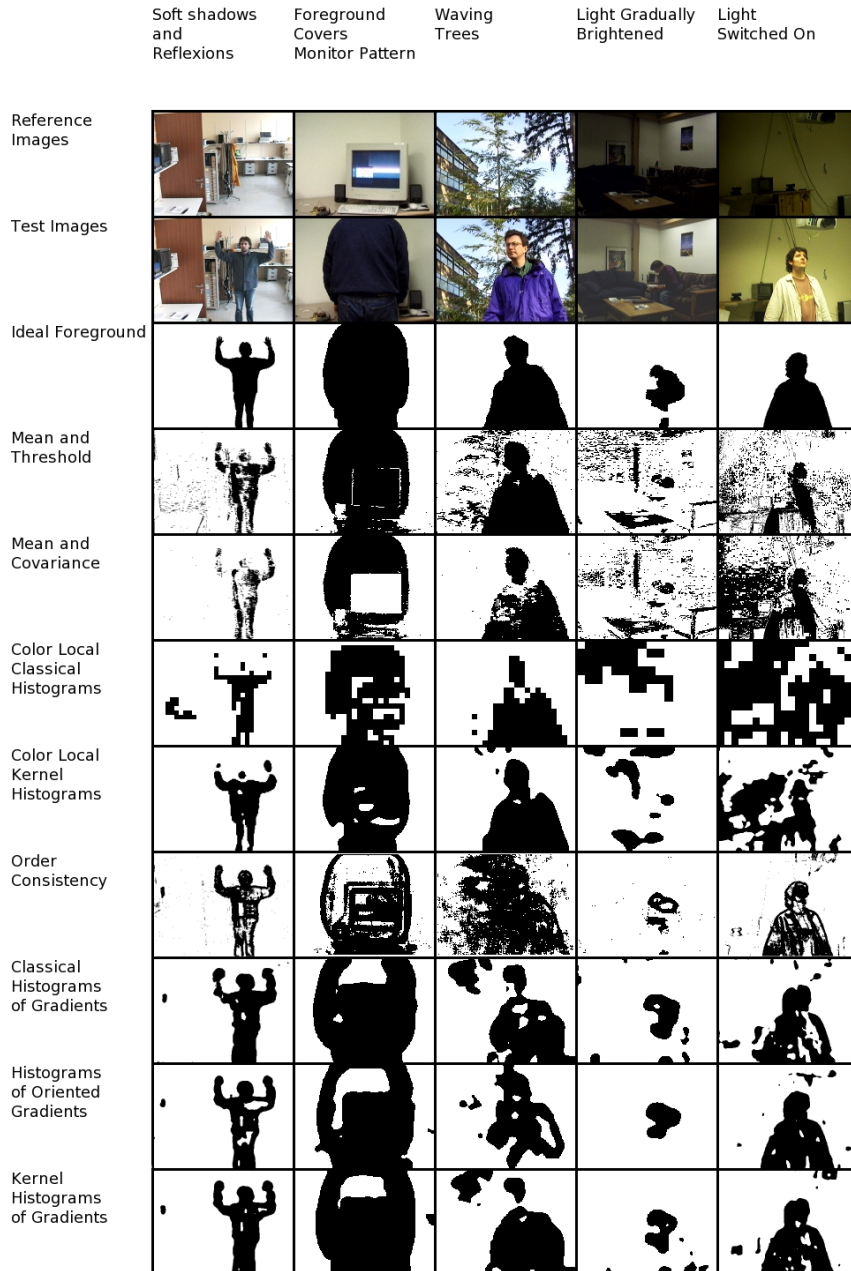 Soft shadows
and
Reflexions
Foreground
Covers
Monitor Pattern
Waving
Trees
Light Gradually
Brightened
Light
Switched On
Reference
Images
Test Images
Ideal Foreground
Mean and
Threshold
Mean and
Covariance
Color Local
Classical
Histograms
Color Local
Kernel
Histograms
Order
Consistency
Classical
Histograms
of Gradients
Histograms
of Oriented
Gradients
Kernel
Histograms
of Gradients